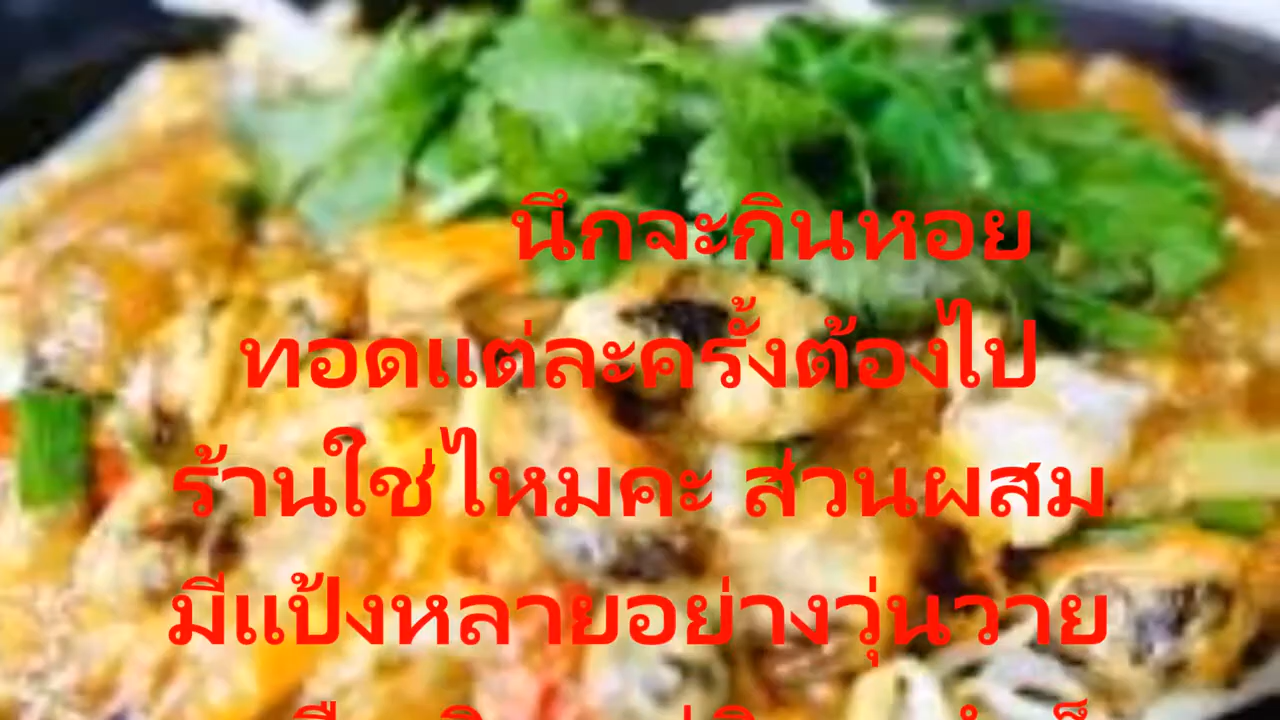 นึกจะกินหอย
ทอดแต่ละครั้งต้องไป
ร้านใช่ไหมคะ ส่วนผสม
มีแป้งหลายอย่างวุ่นวาย